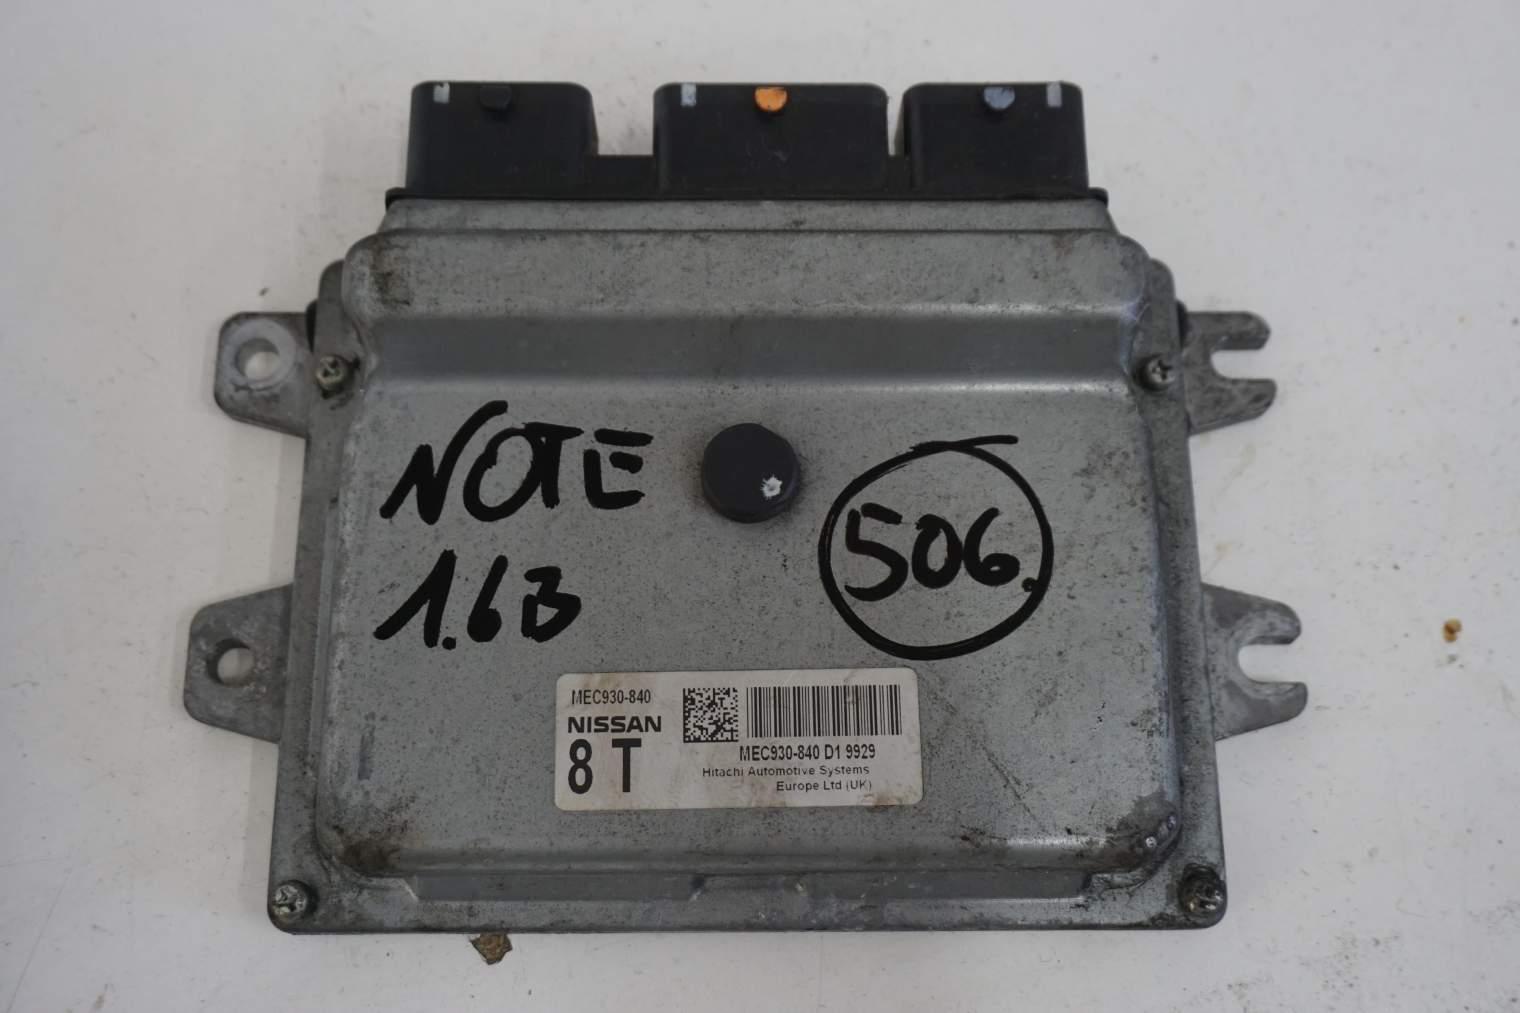 NOTE
1.6B
506.
MEC930-840
NISSAN
8 T
MEC930-840 D1 9929
Hitachi Automotive Systems
Europe Ltd (UK)